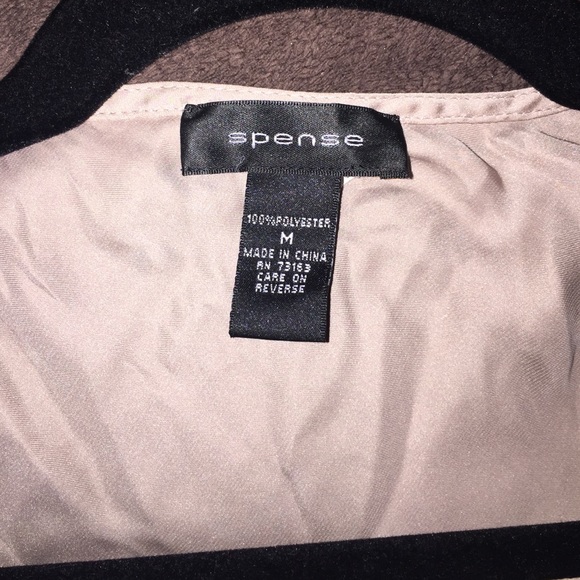 spense
100%POLYESTER
M
MADE IN CHINA
RN 73163
CARE ON
REVERSE